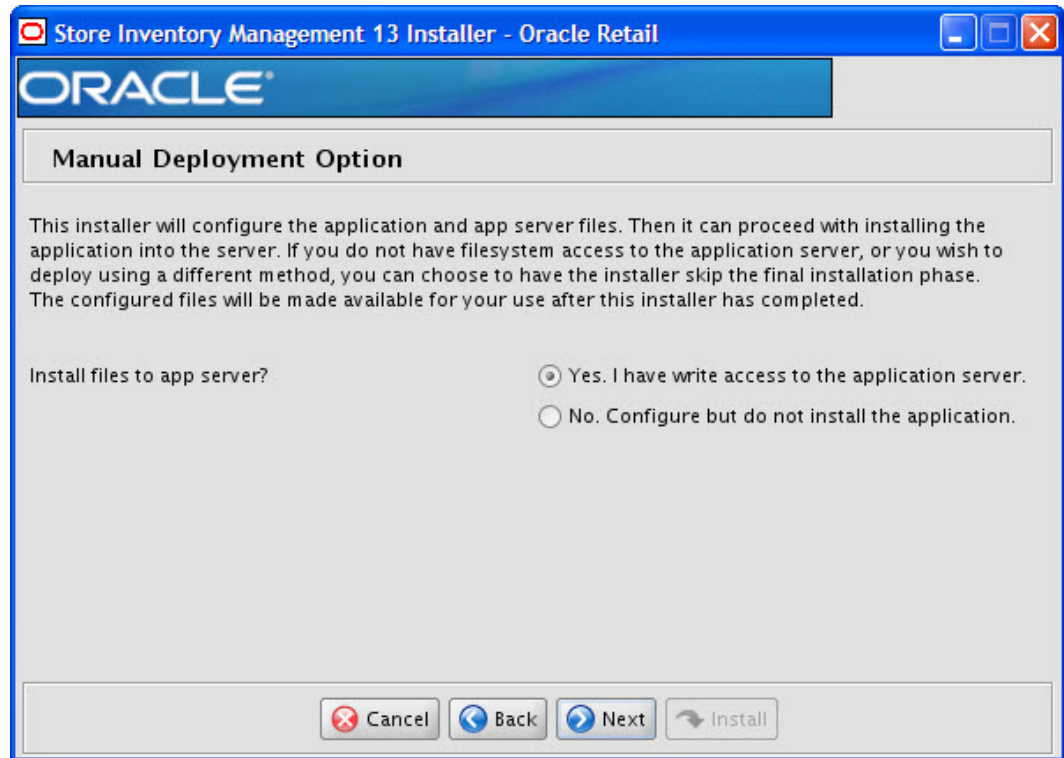 Store Inventory Management 13 Installer - Oracle Retail
ORACLE®
Manual Deployment Option
This installer will configure the application and app server files. Then it can proceed with installing the
application into the server. If you do not have filesystem access to the application server, or you wish to
deploy using a different method, you can choose to have the installer skip the final installation phase.
The configured files will be made available for your use after this installer has completed.
Install files to app server?
Yes. I have write access to the application server.
No. Configure but do not install the application.
Cancel
Back
Next
Install